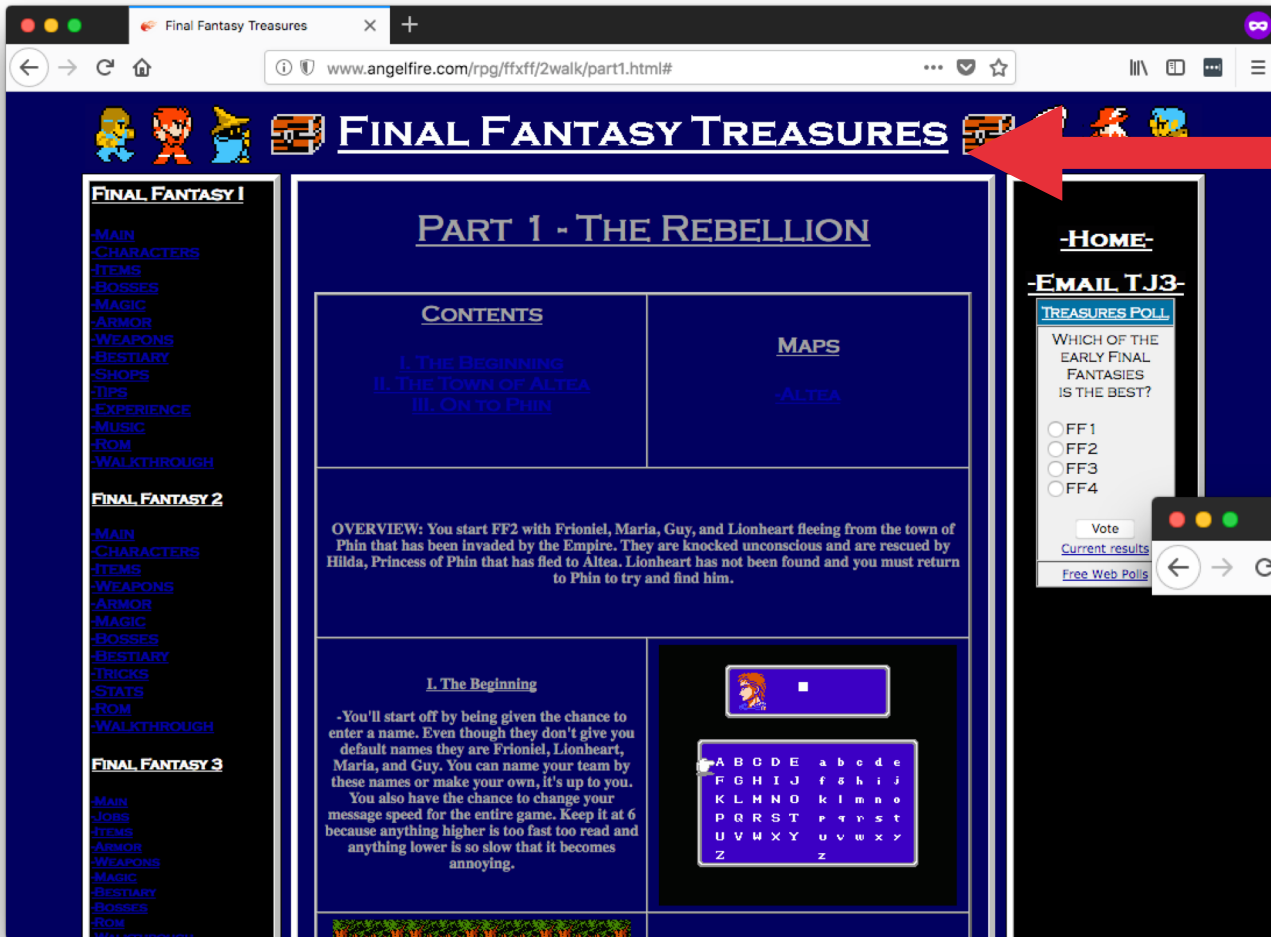 Final Fantasy Treasures
www.angelfire.com/rpg/ffxff/2walk/part1.html#
FINAL FANTASY TREASURES
FINAL FANTASY I
-MAIN
-CHARACTERS
-ITEMS
-BOSSES
-MAGIC
-ARMOR
-WEAPONS
-BESTIARY
-SHOPS
-TIPS
-EXPERIENCE
-MUSIC
-ROM
-WALKTHROUGH
FINAL FANTASY 2
-MAIN
-CHARACTERS
-ITEMS
-WEAPONS
-ARMOR
-MAGIC
-BOSSES
-BESTIARY
-TRICKS
-STATS
-ROM
-WALKTHROUGH
FINAL FANTASY 3
-MAIN
-JOBS
-ITEMS
-ARMOR
-WEAPONS
-MAGIC
-BESTIARY
-BOSSES
-ROM
-WALKTHROUGH
PART 1 - THE REBELLION
CONTENTS
I. THE BEGINNING
II. THE TOWN OF ALTEA
III. ON TO PHIN
MAPS
-ALTEA
OVERVIEW: You start FF2 with Frioniel, Maria, Guy, and Lionheart fleeing from the town of
Phin that has been invaded by the Empire. They are knocked unconscious and are rescued by
Hilda, Princess of Phin that has fled to Altea. Lionheart has not been found and you must return
to Phin to try and find him.
I. The Beginning
-You'll start off by being given the chance to
enter a name. Even though they don't give you
default names they are Frioniel, Lionheart,
Maria, and Guy. You can name your team by
these names or make your own, it's up to you.
You also have the chance to change your
message speed for the entire game. Keep it at 6
because anything higher is too fast too read and
anything lower is so slow that it becomes
annoying.
A B C D E a b c d e
F G H I J f g h i j
K L M N O k l m n o
P Q R S T p q r s t
U V W X Y u v w x y
Z z
-HOME-
-EMAIL TJ3-
TREASURES POLL
WHICH OF THE
EARLY FINAL
FANTASIES
IS THE BEST?
FF1
FF2
FF3
FF4
Vote
Current results
Free Web Polls